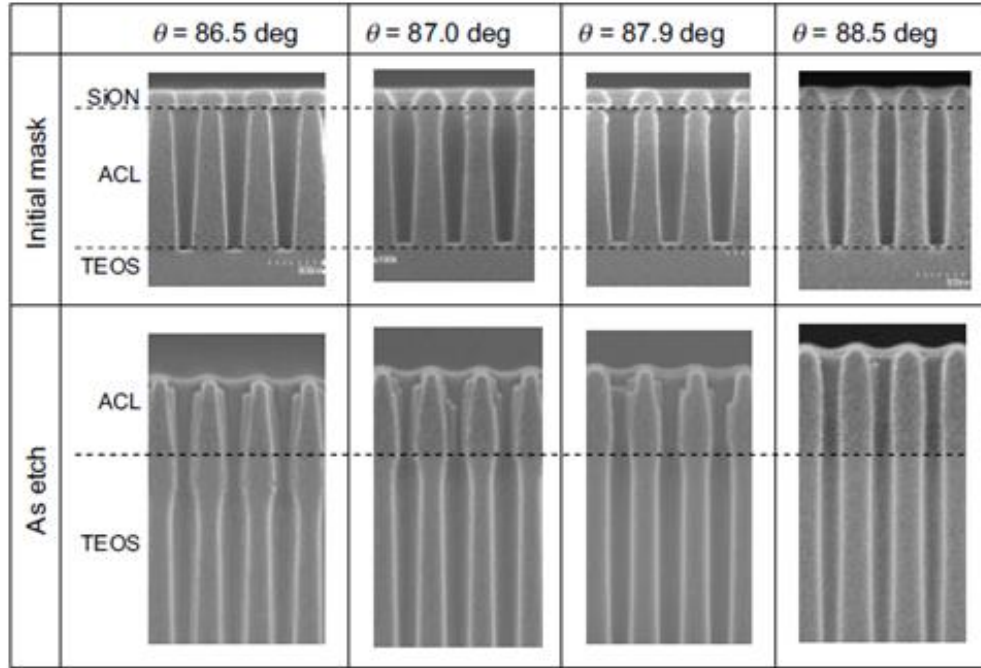 θ = 86.5 deg
θ = 87.0 deg
θ = 87.9 deg
θ = 88.5 deg
Initial mask
SiON
ACL
TEOS
As etch
ACL
TEOS